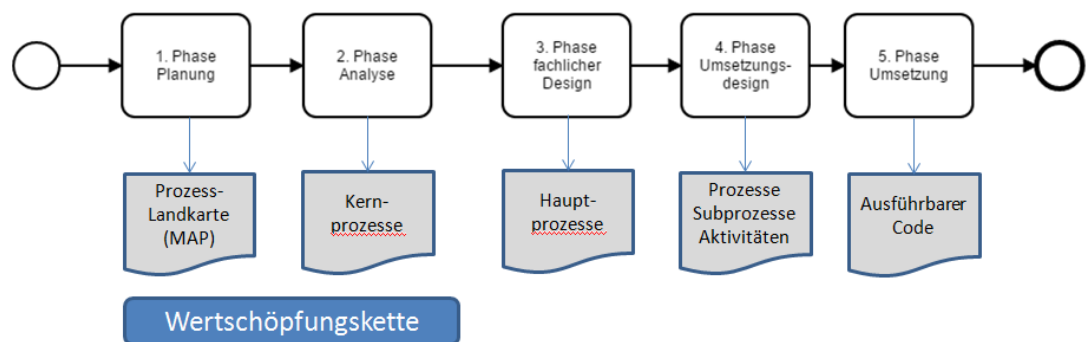 1. Phase
Planung
2. Phase
Analyse
3. Phase
fachlicher
Design
4. Phase
Umsetzungs-
design
5. Phase
Umsetzung
Prozess-
Landkarte
(MAP)
Kern-
prozesse
Haupt-
prozesse
Prozesse
Subprozesse
Aktivitäten
Ausführbarer
Code
Wertschöpfungskette